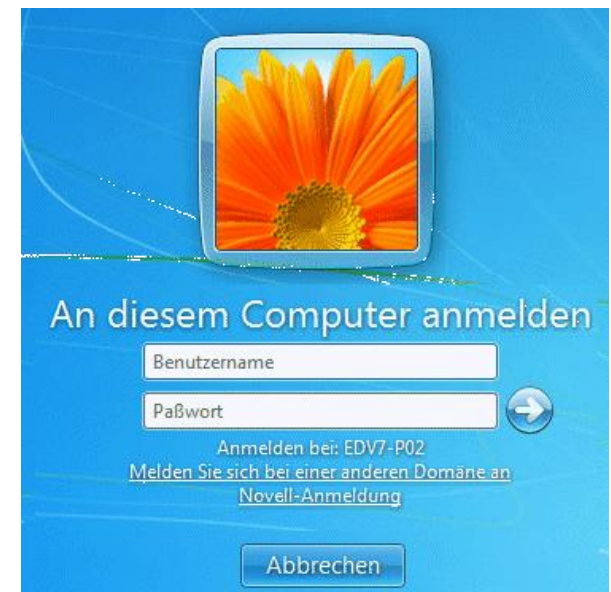 An diesem Computer anmelden
Benutzername
Paßwort
Anmelden bei: EDV7-P02
Melden Sie sich bei einer anderen Domäne an
Novell-Anmeldung
Abbrechen